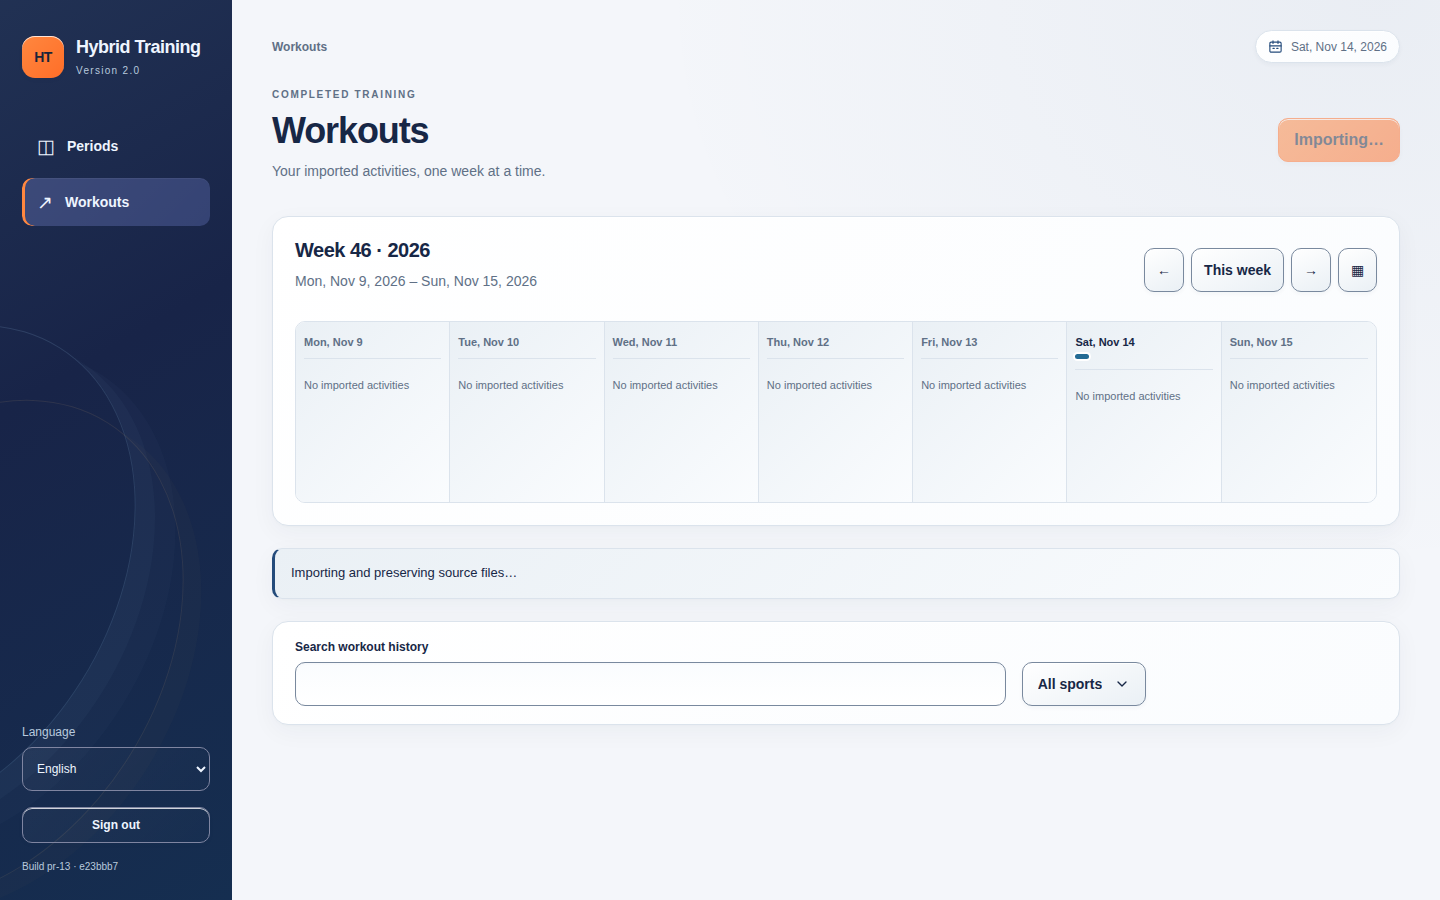 HT
Hybrid Training
Version 2.0
Periods
Workouts
Language
English
Sign out
Build pr-13 · e23bbb7
Workouts
Sat, Nov 14, 2026
COMPLETED TRAINING
Workouts
Your imported activities, one week at a time.
Importing…
Week 46 · 2026
Mon, Nov 9, 2026 – Sun, Nov 15, 2026
←
This week
→
Mon, Nov 9
No imported activities
Tue, Nov 10
No imported activities
Wed, Nov 11
No imported activities
Thu, Nov 12
No imported activities
Fri, Nov 13
No imported activities
Sat, Nov 14
No imported activities
Sun, Nov 15
No imported activities
Importing and preserving source files…
Search workout history
All sports